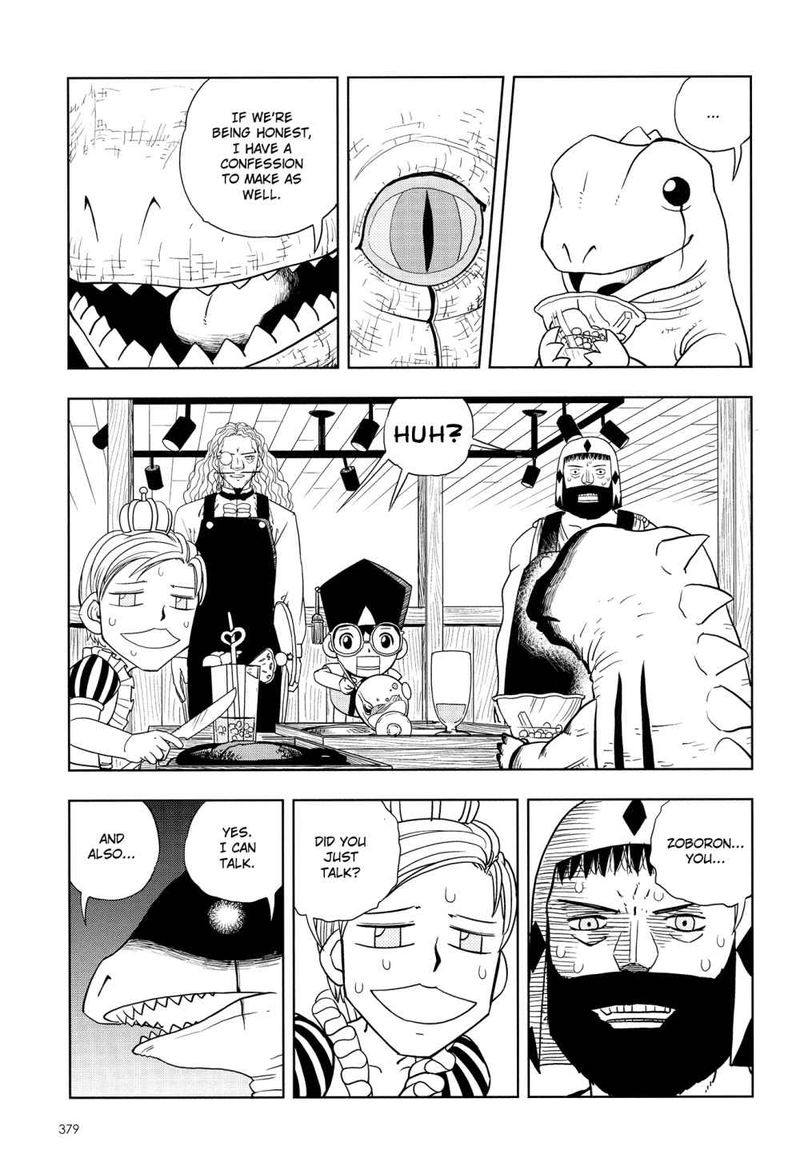 ...
IF WE'RE
BEING HONEST,
I HAVE A
CONFESSION
TO MAKE AS
WELL.
HUH?
ZOBORON...
YOU...
DID YOU
JUST
TALK?
YES.
I CAN
TALK.
AND
ALSO...
379